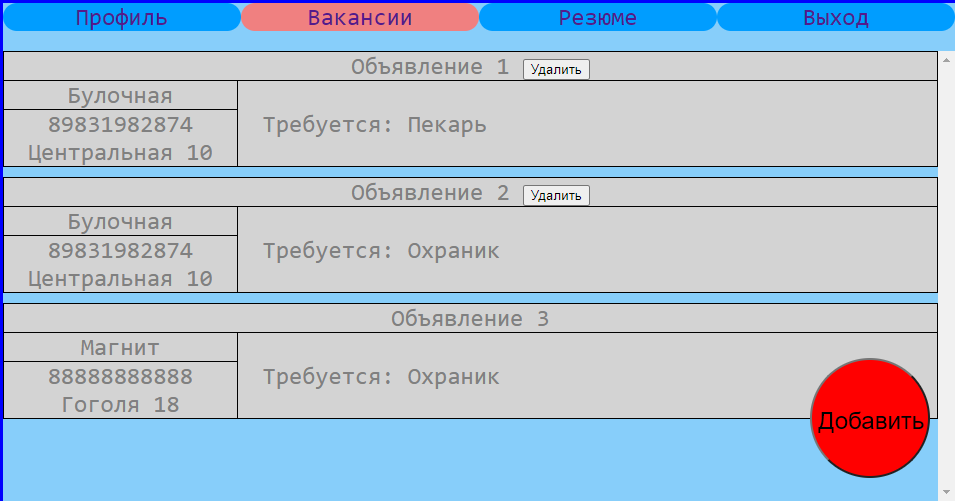 Профиль Вакансии Резюме Выход
Объявление 1 Удалить
Булочная
89831982874
Центральная 10
Требуется: Пекарь
Объявление 2 Удалить
Булочная
89831982874
Центральная 10
Требуется: Охраник
Объявление 3
Магнит
88888888888
Гоголя 18
Требуется: Охраник
Добавить